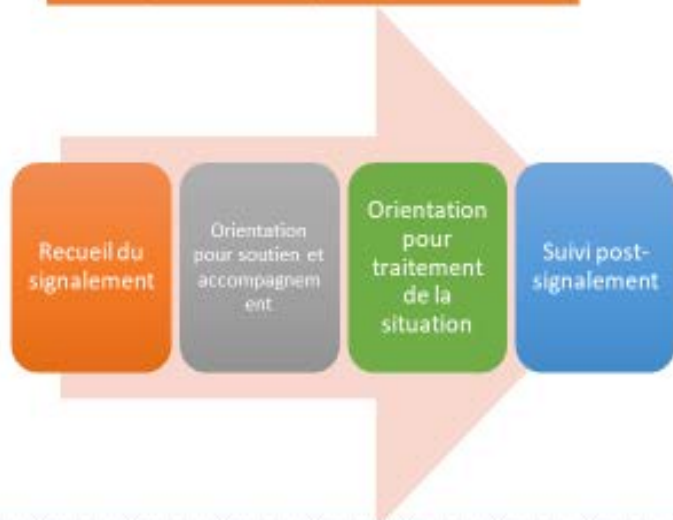 Recueil du
signalement
Orientation
pour soutien et
accompagnem
ent
Orientation
pour
traitement
de la
situation
Suivi post-
signalement